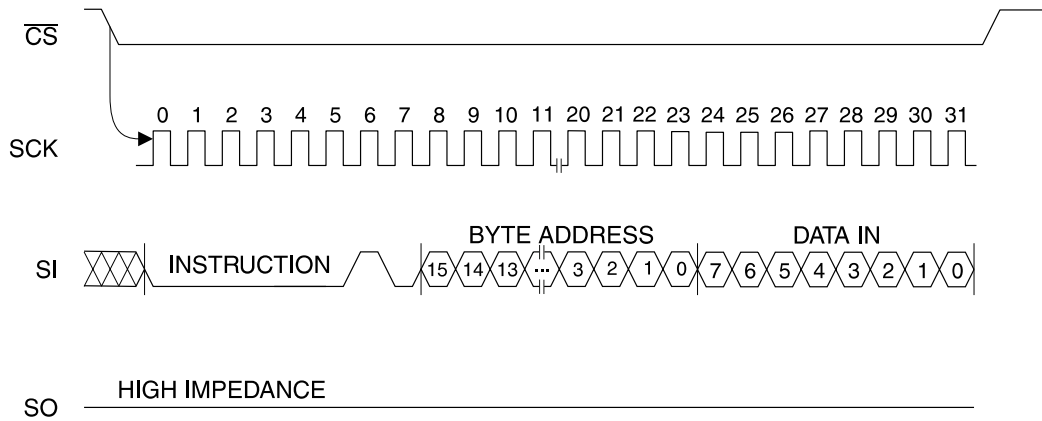 CS
0 1 2 3 4 5 6 7 8 9 10 11 20 21 22 23 24 25 26 27 28 29 30 31
SCK
BYTE ADDRESS DATA IN
SI INSTRUCTION 15 14 13 ... 3 2 1 0 7 6 5 4 3 2 1 0
HIGH IMPEDANCE
SO